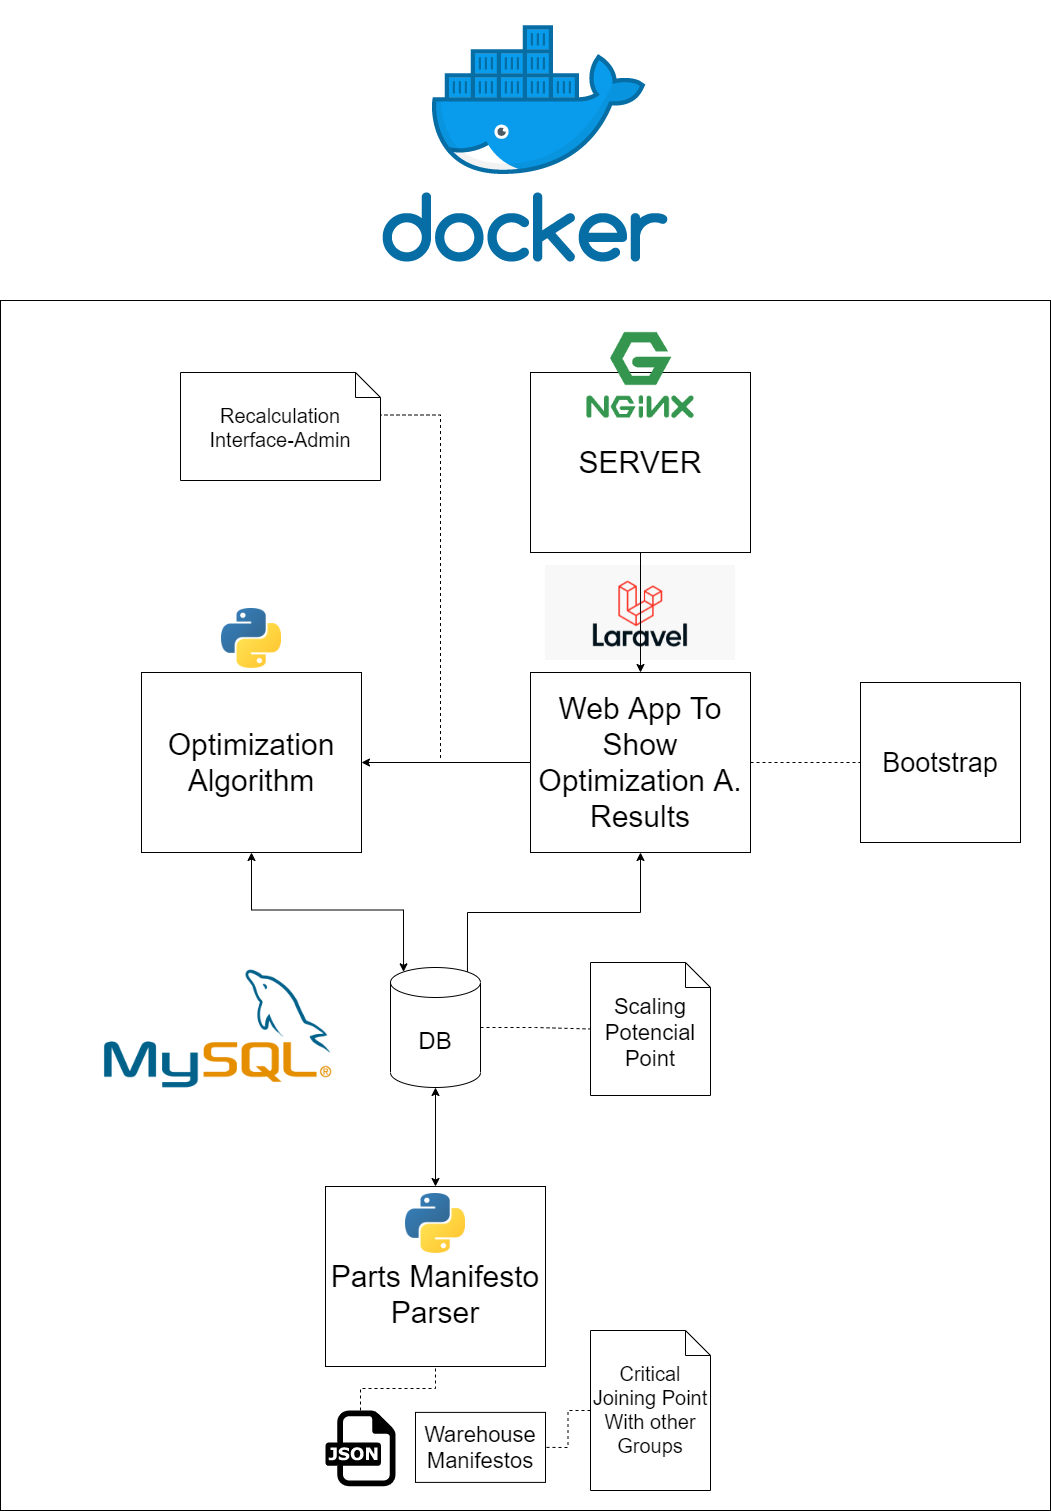 docker
NGINX
SERVER
Recalculation
Interface-Admin
Laravel
Optimization
Algorithm
Web App To
Show
Optimization A.
Results
Bootstrap
MySQL®
DB
Scaling
Potencial
Point
Parts Manifesto
Parser
JSON
Warehouse
Manifestos
Critical
Joining Point
With other
Groups